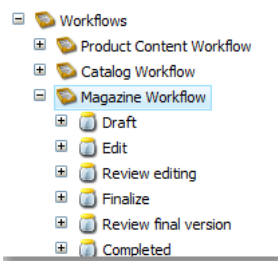 Workflows
Product Content Workflow
Catalog Workflow
Magazine Workflow
Draft
Edit
Review editing
Finalize
Review final version
Completed